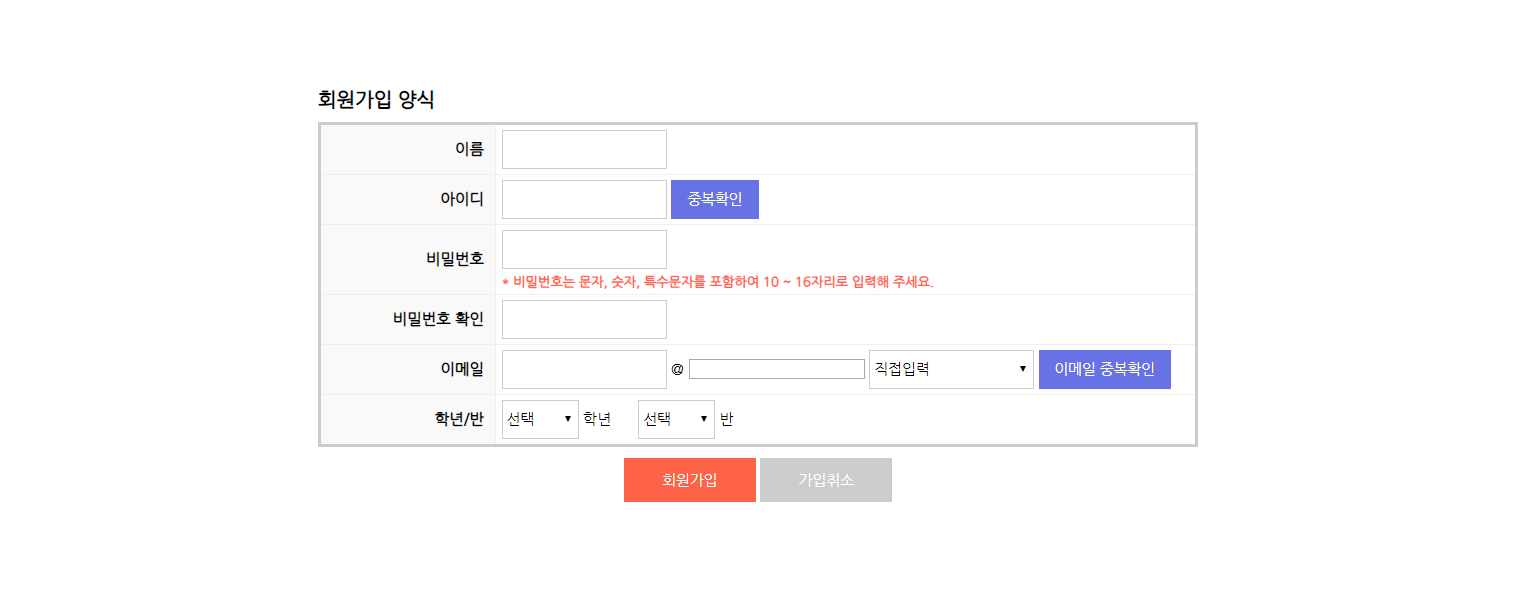 회원가입 양식
이름
아이디 중복확인
비밀번호
* 비밀번호는 문자, 숫자, 특수문자를 포함하여 10 ~ 16자리로 입력해 주세요.
비밀번호 확인
이메일 @ 직접입력 이메일 중복확인
학년/반 선택 학년 선택 반
회원가입 가입취소